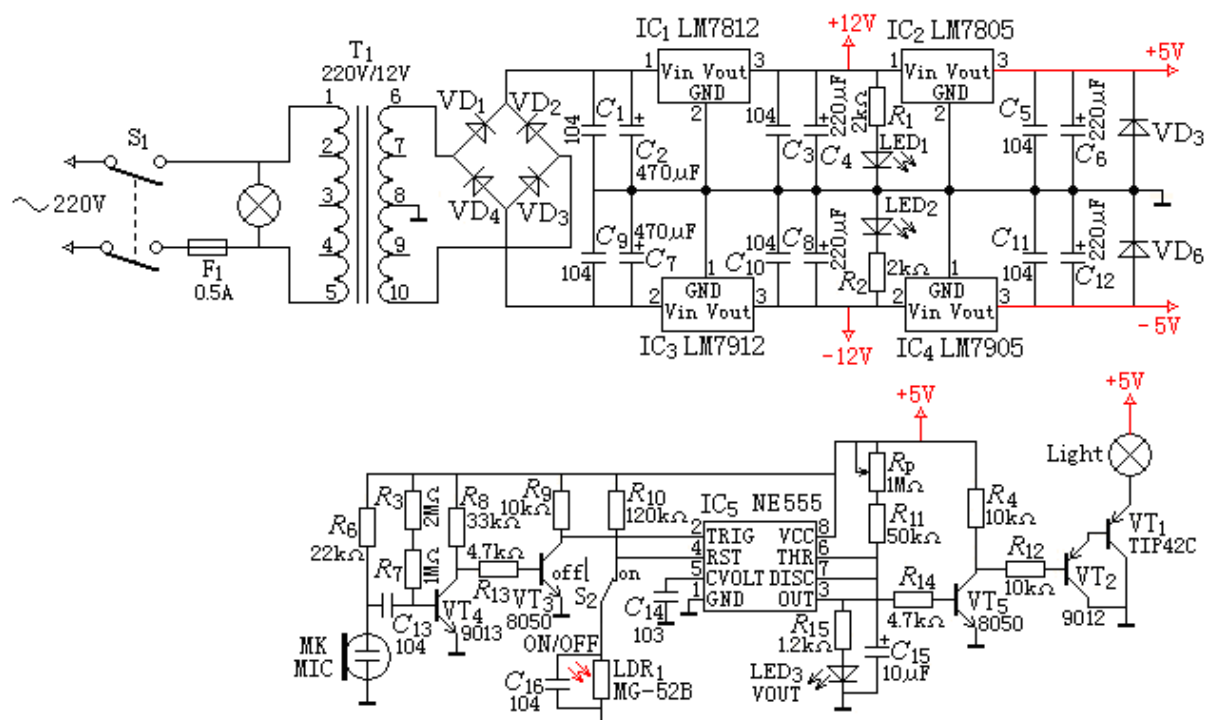 IC1 LM7812
+12V
IC2 LM7805
+5V
T1
220V/12V
S1
~220V
F1
0.5A
1
2
3
4
5
6
7
8
9
10
VD1
VD2
VD4
VD3
104
C1
C2
470μF
1
Vin Vout
GND
2
3
104
C3
220μF
C4
2kΩ
R1
LED1
1
Vin Vout
GND
2
3
C5
104
220μF
C6
VD3
C9
104
470μF
C7
1
GND
2
Vin Vout
3
IC3 LM7912
104
C10
C8
220μF
LED2
R2
2kΩ
-12V
1
GND
2
Vin Vout
3
IC4 LM7905
C11
104
220μF
C12
VD6
-5V
+5V
+5V
Light
R6
22kΩ
R3
2MΩ
R7
1MΩ
R8
33kΩ
R9
10kΩ
R10
120kΩ
4.7kΩ
R13
C13
104
VT4
9013
VT3
8050
MK
MIC
off
on
S2
ON/OFF
C16
104
LDR1
MG-52B
IC5 NE555
2 TRIG VCC 8
4 RST THR 6
5 CVOLT DISC 7
1 GND OUT 3
C14
103
RP
1MΩ
R11
50kΩ
R15
1.2kΩ
LED3
VOUT
C15
10μF
R14
4.7kΩ
R4
10kΩ
VT5
8050
R12
10kΩ
VT2
9012
VT1
TIP42C